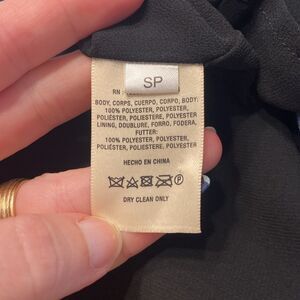 SP
RN :
BODY, CORPS, CUERPO, CORPO, BODY:
100% POLYESTER, POLYESTER,
POLIÉSTER, POLIESTERE, POLYESTER
LINING, DOUBLURE, FORRO, FODERA,
FUTTER:
100% POLYESTER, POLYESTER,
POLIÉSTER, POLIESTERE, POLYESTER
HECHO EN CHINA
P
DRY CLEAN ONLY